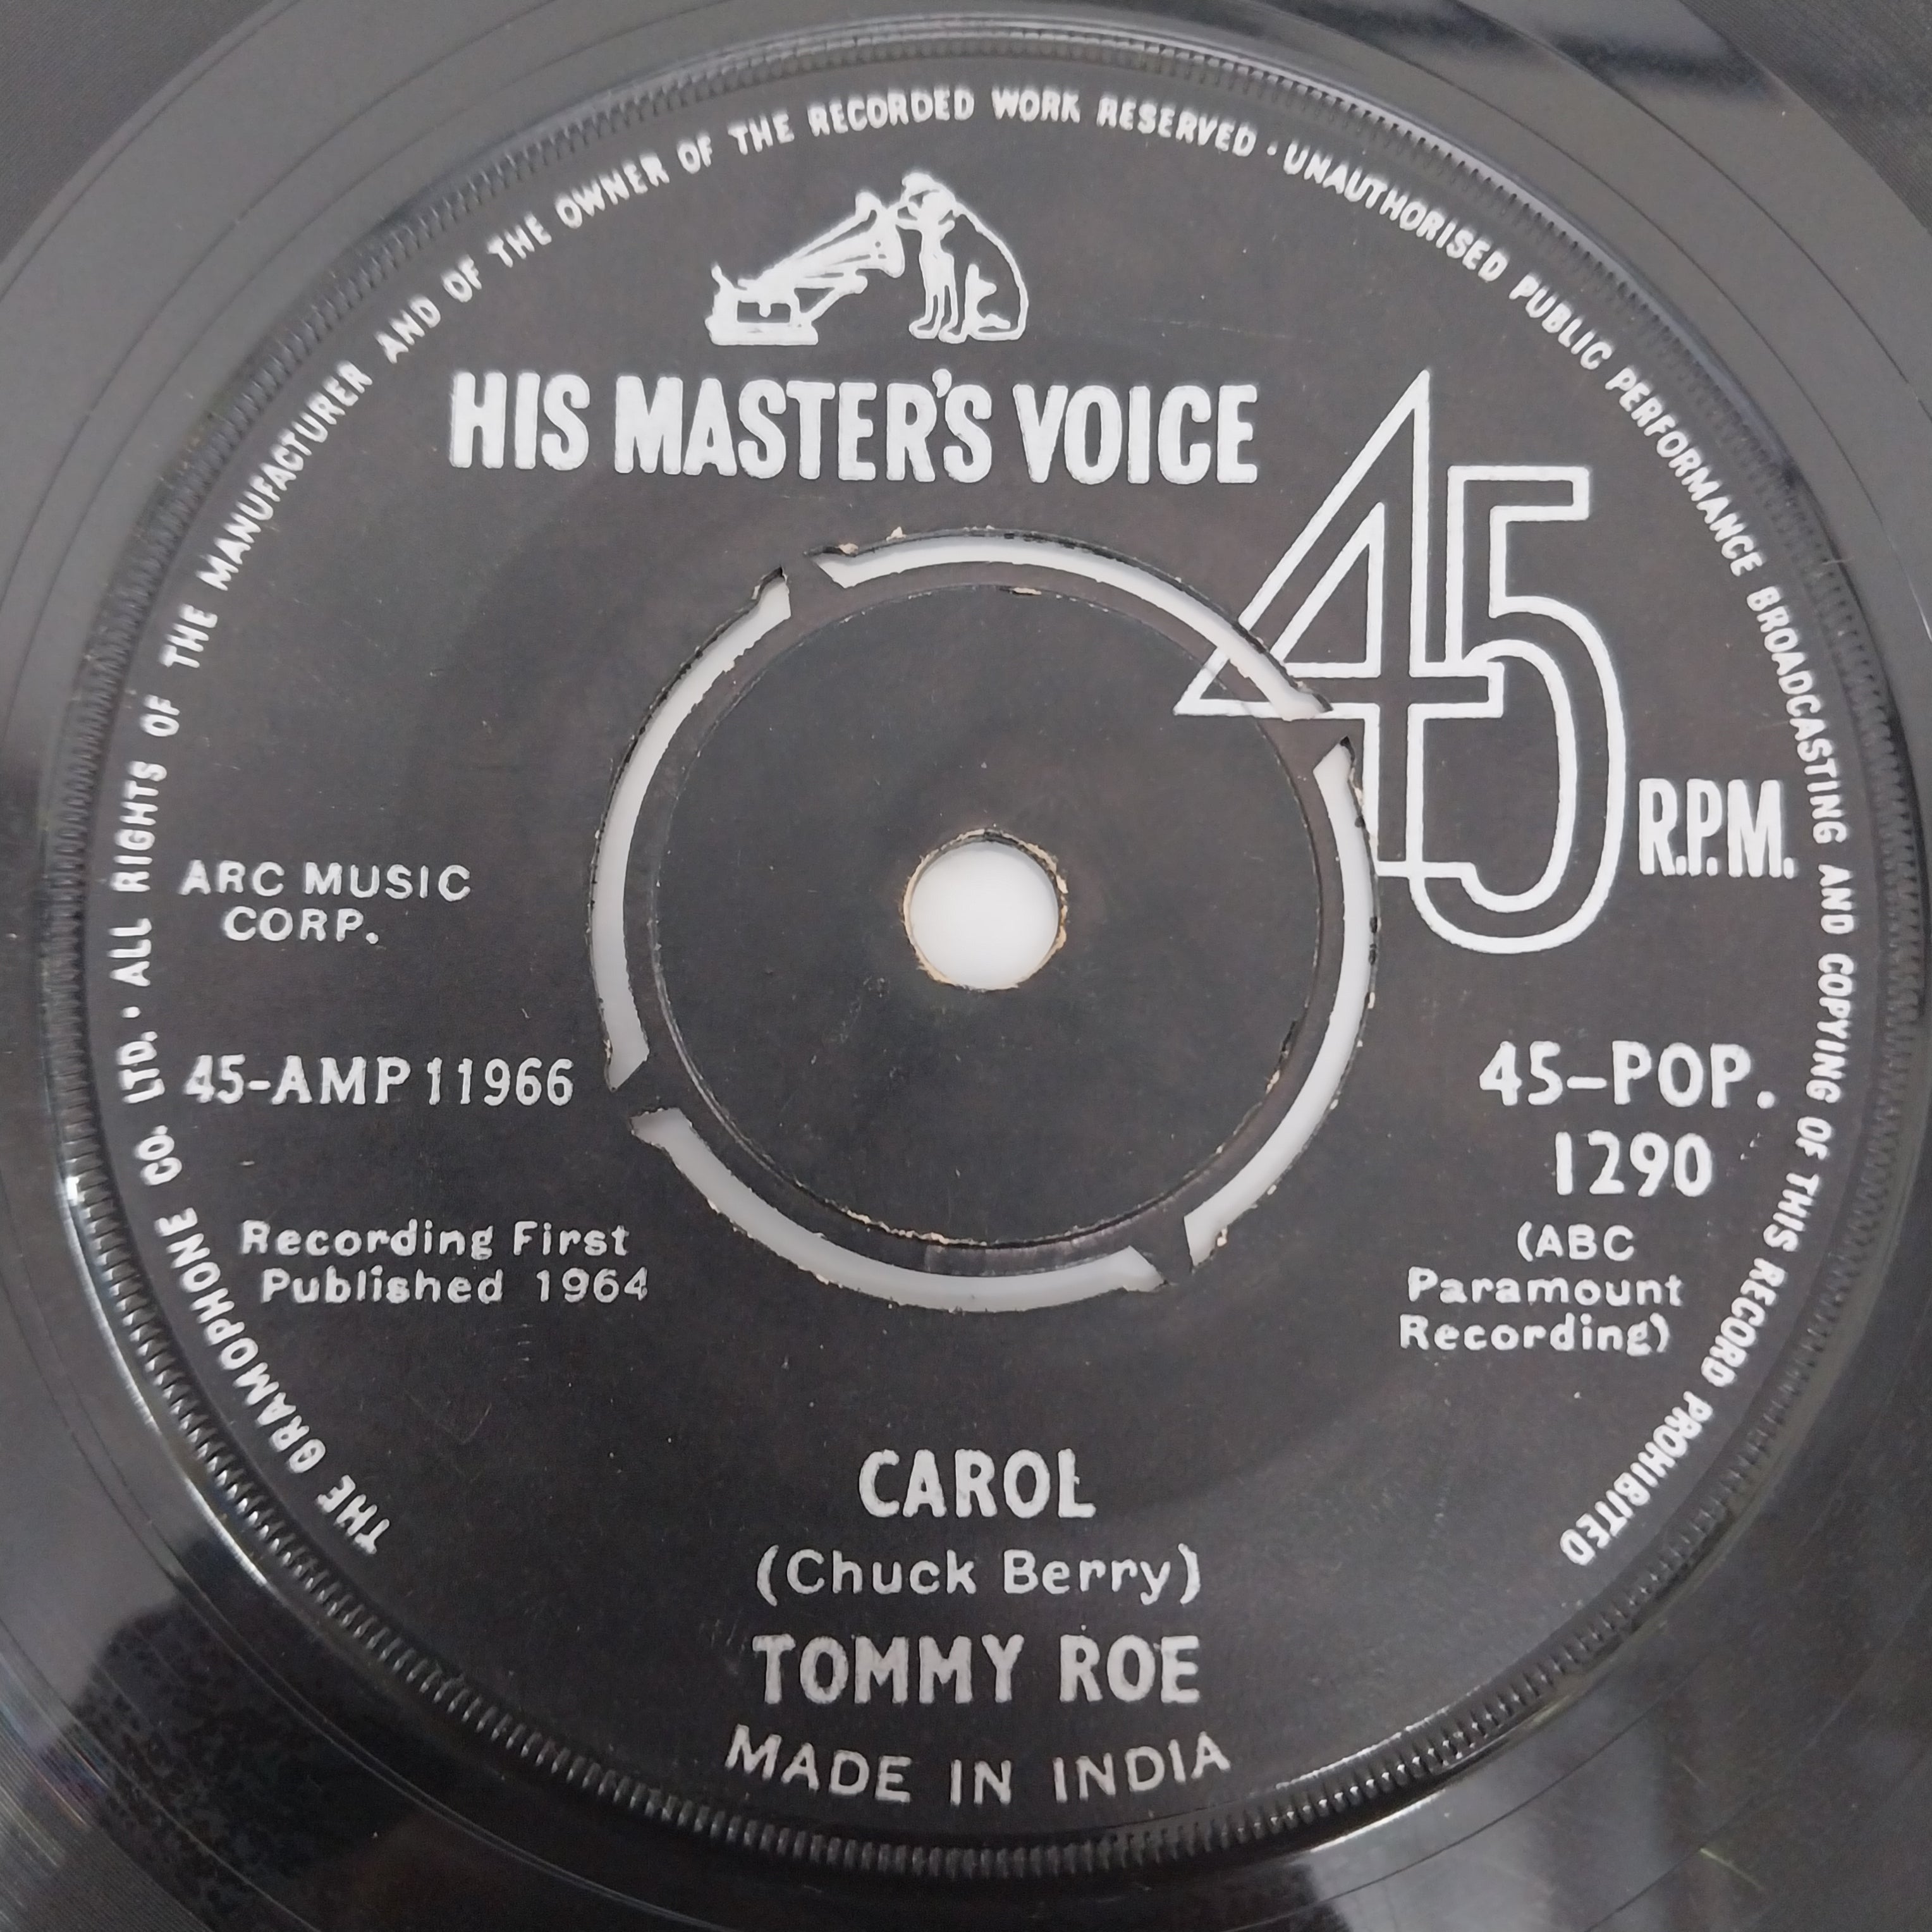 THE GRAMOPHONE CO. LTD. · ALL RIGHTS OF THE MANUFACTURER AND OF THE OWNER OF THE RECORDED WORK RESERVED · UNAUTHORISED PUBLIC PERFORMANCE BROADCASTING AND COPYING OF THIS RECORD PROHIBITED
HIS MASTER'S VOICE
45 R.P.M.
ARC MUSIC
CORP.
45-AMP 11966
Recording First
Published 1964
45-POP.
1290
(ABC
Paramount
Recording)
CAROL
(Chuck Berry)
TOMMY ROE
MADE IN INDIA